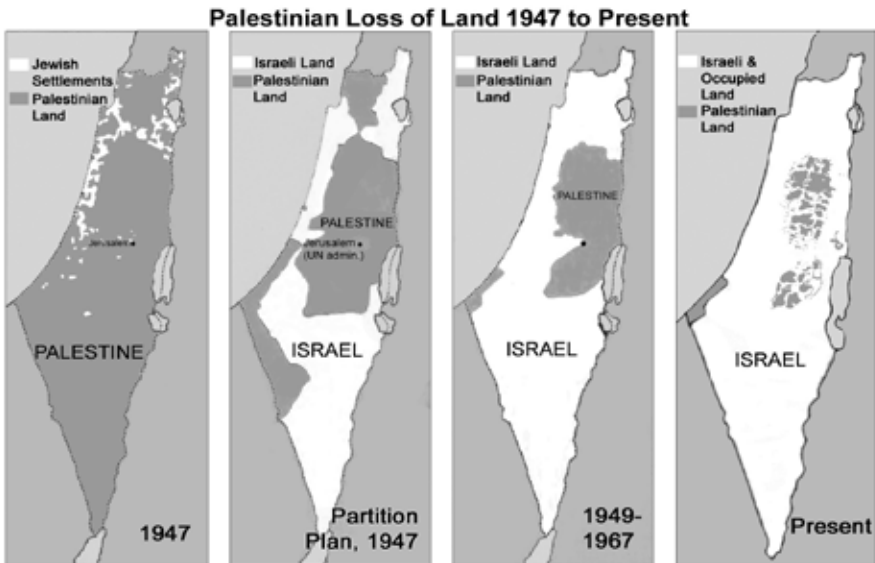 Palestinian Loss of Land 1947 to Present
Jewish
Settlements
Palestinian
Land
Jerusalem
PALESTINE
1947
Israeli Land
Palestinian
Land
PALESTINE
Jerusalem
(UN admin.)
ISRAEL
Partition
Plan, 1947
Israeli Land
Palestinian
Land
PALESTINE
ISRAEL
1949-
1967
Israeli &
Occupied
Land
Palestinian
Land
ISRAEL
Present